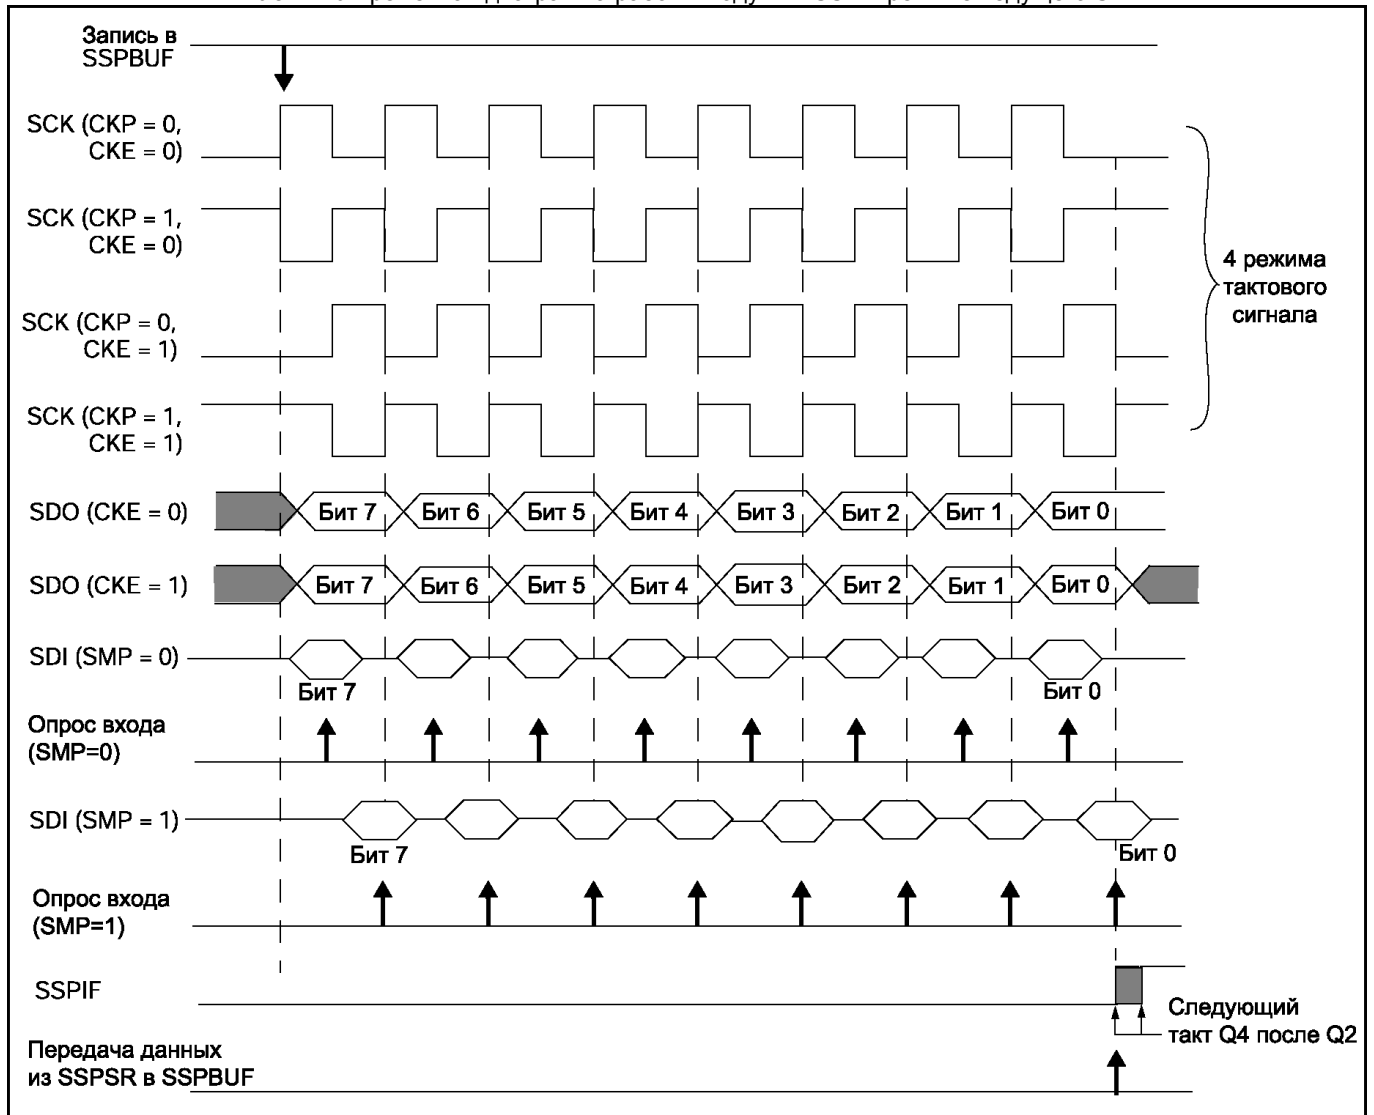 Запись в
SSPBUF
SCK (CKP = 0,
CKE = 0)
SCK (CKP = 1,
CKE = 0)
4 режима
тактового
сигнала
SCK (CKP = 0,
CKE = 1)
SCK (CKP = 1,
CKE = 1)
SDO (CKE = 0)
Бит 7 Бит 6 Бит 5 Бит 4 Бит 3 Бит 2 Бит 1 Бит 0
SDO (CKE = 1)
Бит 7 Бит 6 Бит 5 Бит 4 Бит 3 Бит 2 Бит 1 Бит 0
SDI (SMP = 0)
Бит 7 Бит 0
Опрос входа
(SMP=0)
SDI (SMP = 1)
Бит 7 Бит 0
Опрос входа
(SMP=1)
SSPIF
Следующий
такт Q4 после Q2
Передача данных
из SSPSR в SSPBUF